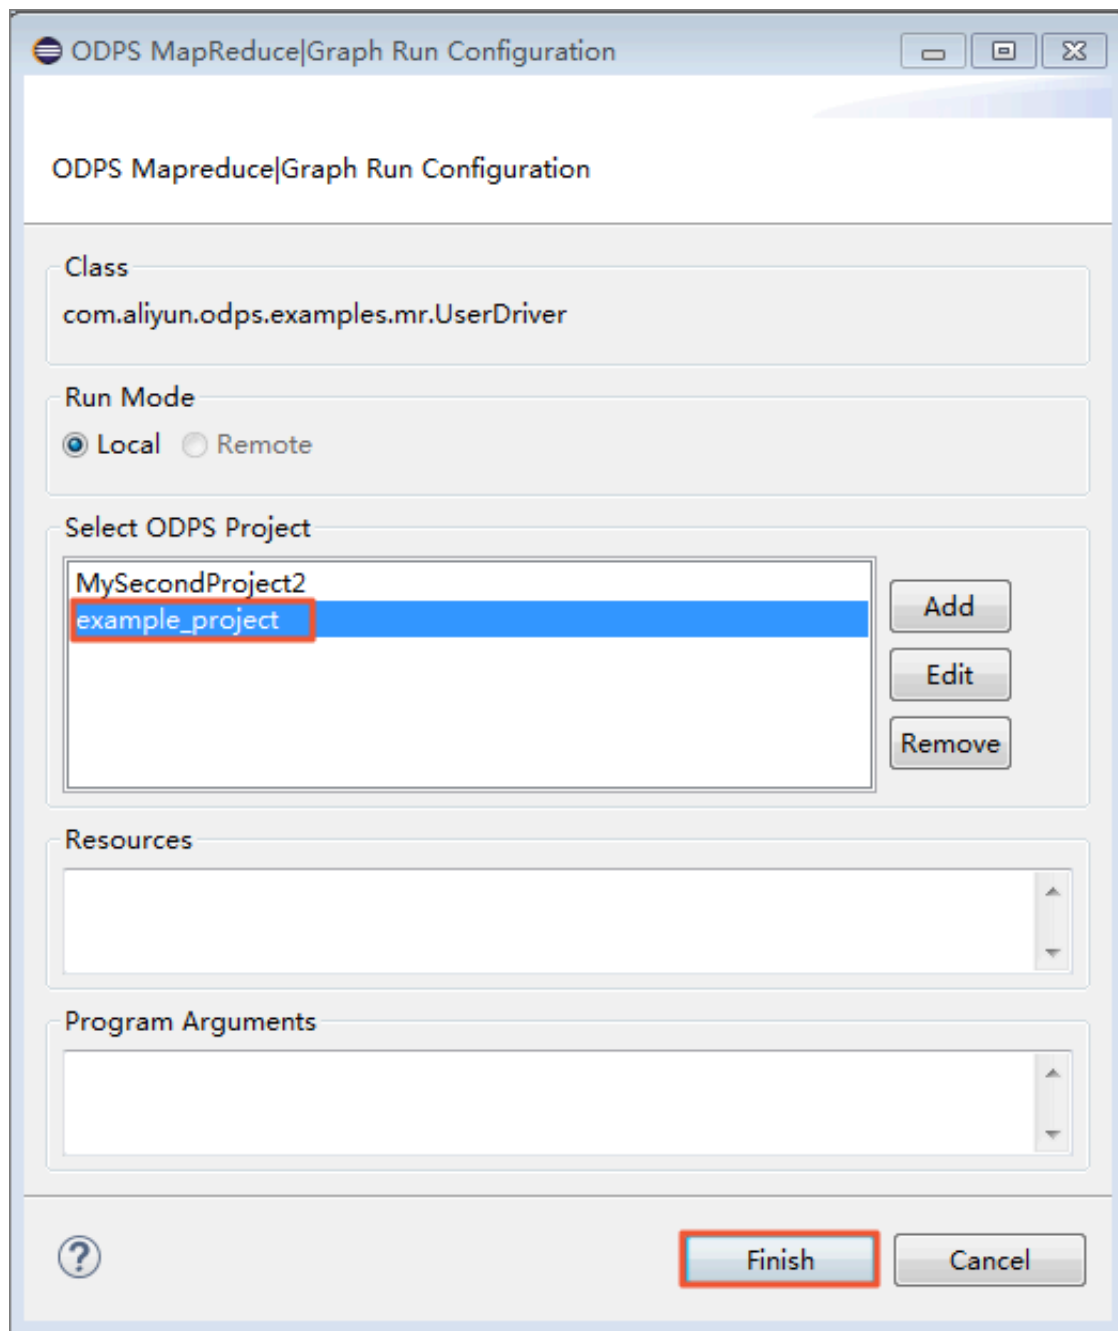 ODPS MapReduce|Graph Run Configuration
ODPS Mapreduce|Graph Run Configuration
Class
com.aliyun.odps.examples.mr.UserDriver
Run Mode
Local Remote
Select ODPS Project
MySecondProject2
example_project
Add
Edit
Remove
Resources
Program Arguments
?
Finish Cancel